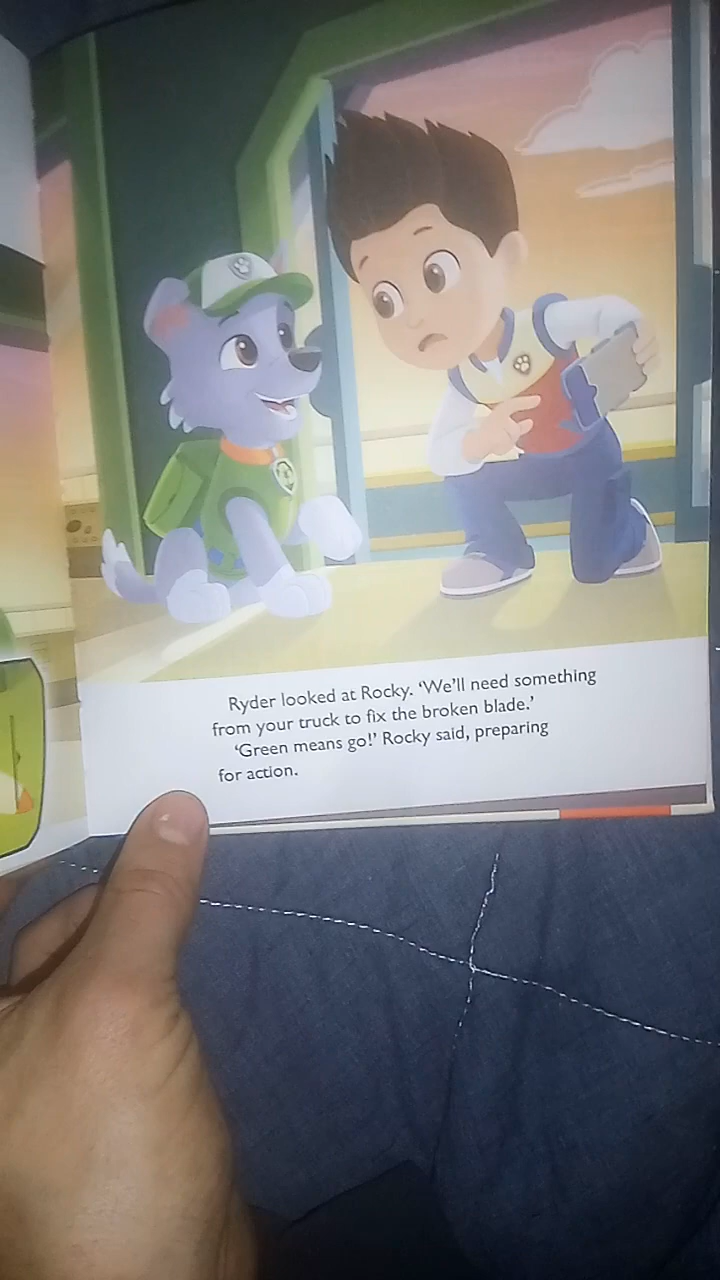 Ryder looked at Rocky. ‘We’ll need something
from your truck to fix the broken blade.’
‘Green means go!’ Rocky said, preparing
for action.